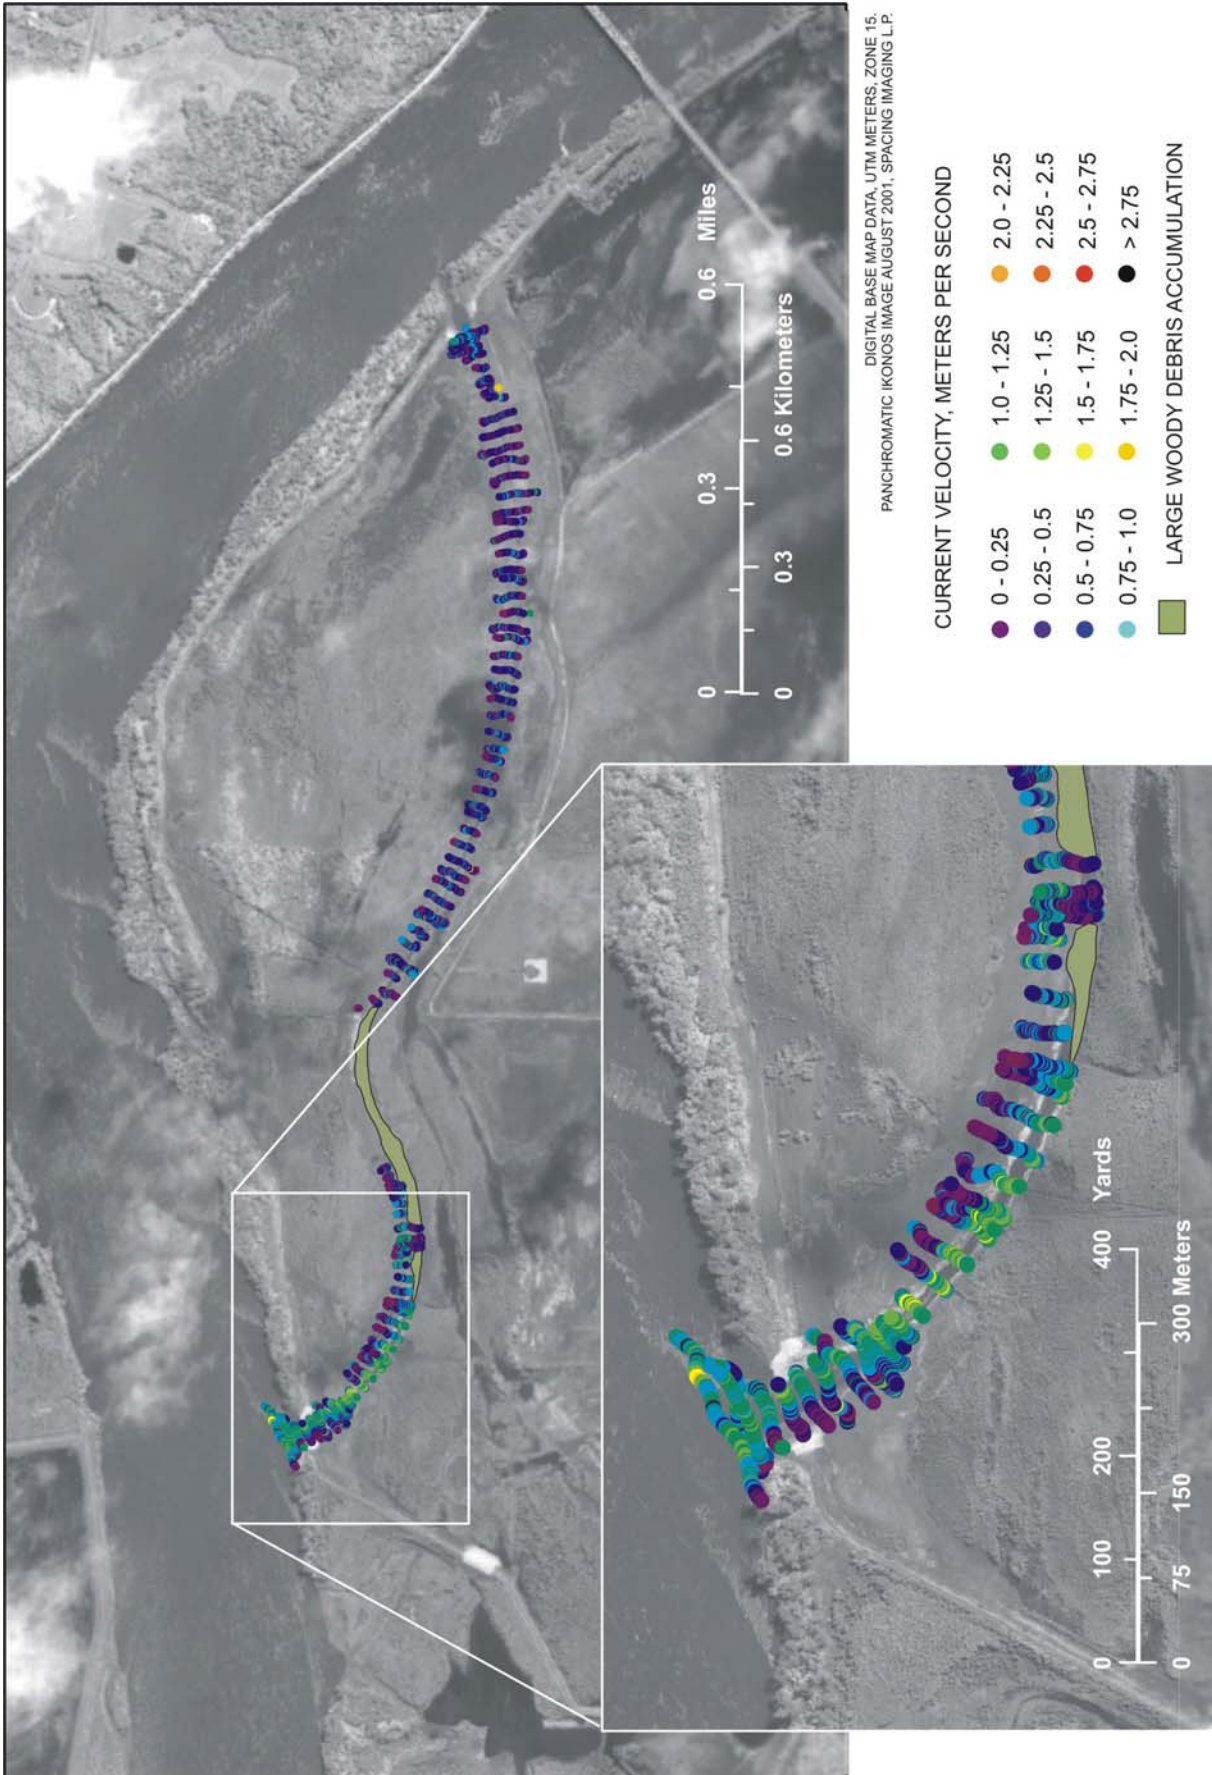 0 0.3 0.6 Miles
0 0.3 0.6 Kilometers
DIGITAL BASE MAP DATA, UTM METERS, ZONE 15.
PANCHROMATIC IKONOS IMAGE AUGUST 2001, SPACING IMAGING L.P.
0 100 200 400 Yards
0 75 150 300 Meters
CURRENT VELOCITY, METERS PER SECOND
0 - 0.25 1.0 - 1.25 2.0 - 2.25
0.25 - 0.5 1.25 - 1.5 2.25 - 2.5
0.5 - 0.75 1.5 - 1.75 2.5 - 2.75
0.75 - 1.0 1.75 - 2.0 > 2.75
LARGE WOODY DEBRIS ACCUMULATION